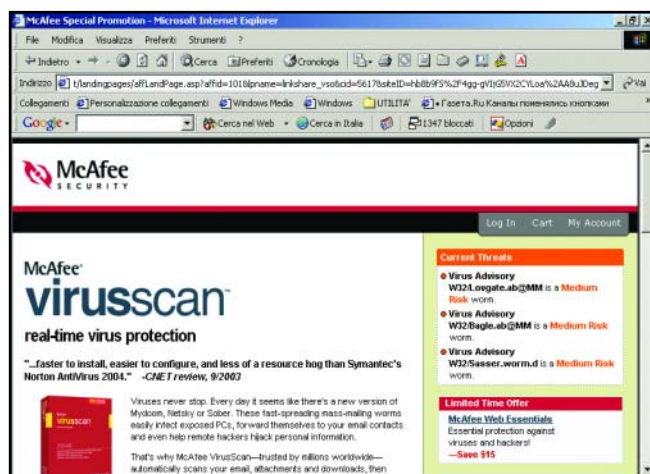 McAfee Special Promotion - Microsoft Internet Explorer
File Modifica Visualizza Preferiti Strumenti ?
Indietro Cerca Preferiti Cronologia
Indirizzo Vai
Collegamenti Personalizzazione collegamenti Windows Media Windows UTILITA' Газета.Ru Каналы поменялись кнопками
Google Cerca nel Web Cerca in Italia 1347 bloccati Opzioni
McAfee
SECURITY
Log In Cart My Account
McAfee
virusscan
real-time virus protection
"...faster to install, easier to configure, and less of a resource hog than Symantec's
Norton AntiVirus 2004." -CNET review, 9/2003
Viruses never stop. Every day it seems like there's a new version of
Mydoom, Netsky or Sober. These fast-spreading mass-mailing worms
easily infect exposed PCs, forward themselves to your email contacts
and even help remote hackers hijack personal information.
That's why McAfee VirusScan—trusted by millions worldwide—
automatically scans your email, attachments and downloads, then
virusscan
Current Threats
Virus Advisory
W32/Lovgate.ab@MM is a Medium
Risk worm.
Virus Advisory
W32/Bagle.ab@MM is a Medium Risk
worm.
Virus Advisory
W32/Sasser.worm.d is a Medium Risk
worm.
Limited Time Offer
McAfee Web Essentials
Essential protection against
viruses and hackers!
—Save $15